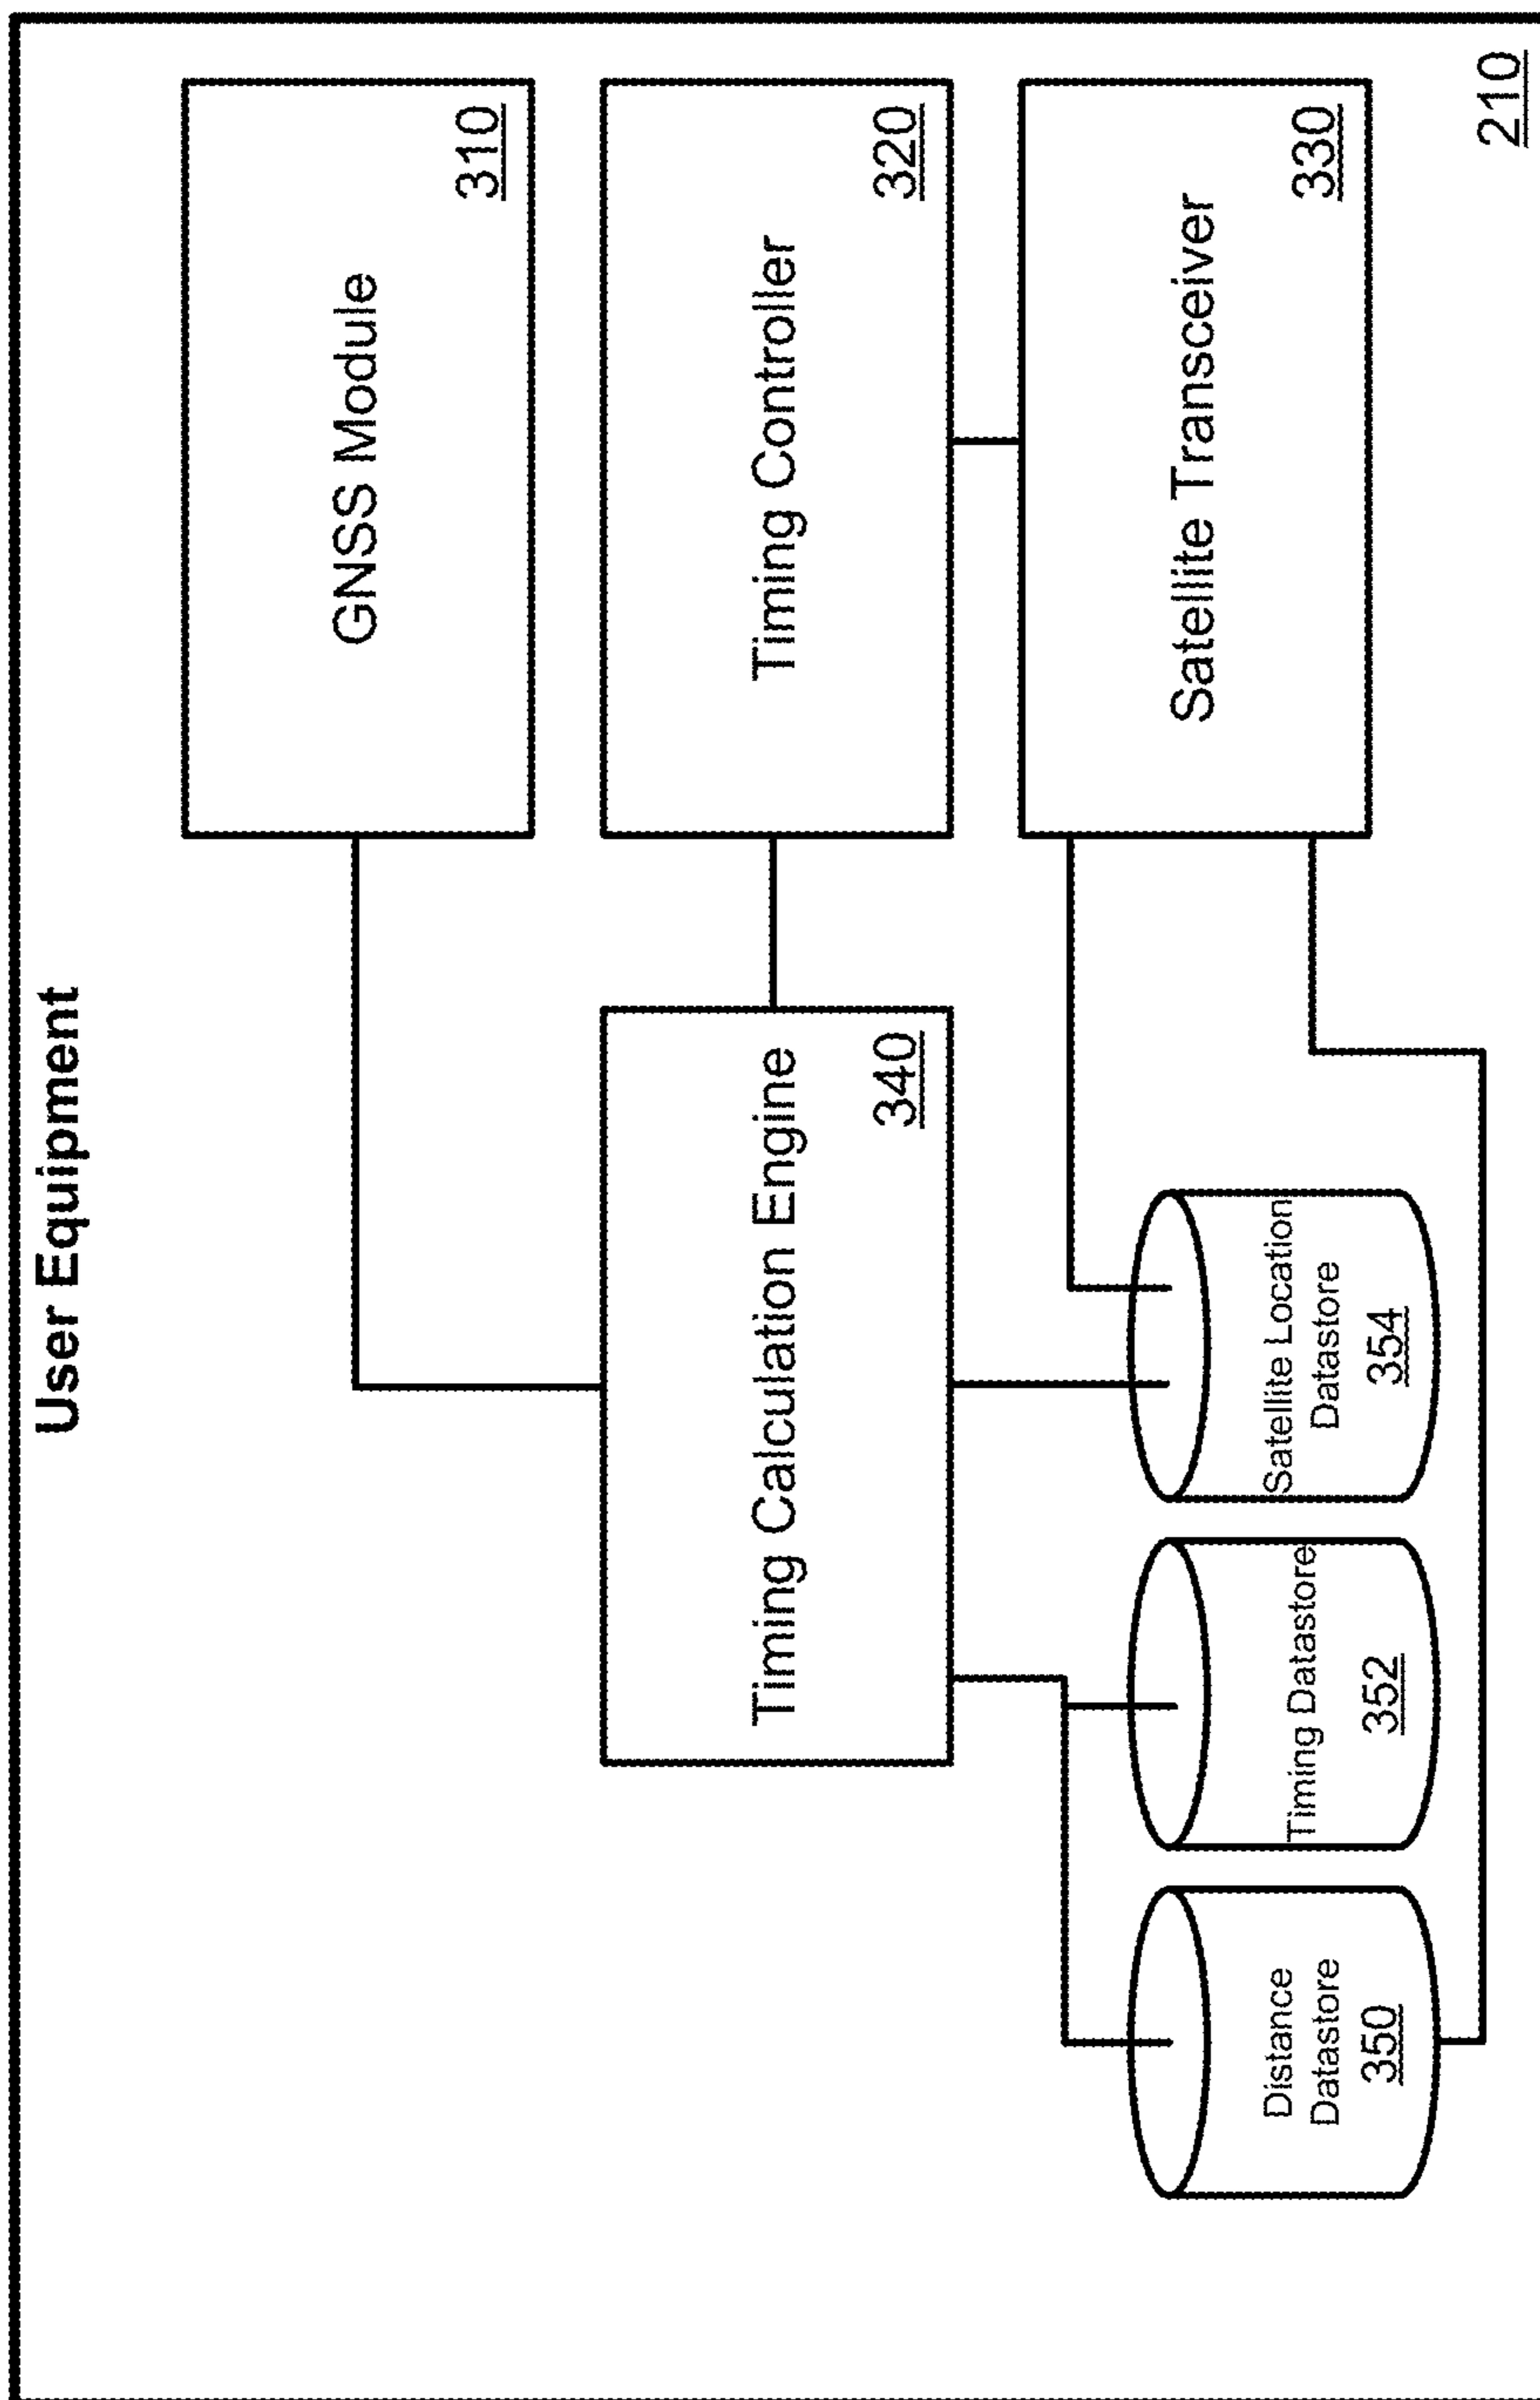 User Equipment
GNSS Module
310
Timing Calculation Engine
340
Timing Controller
320
Distance
Datastore
350
Timing Datastore
352
Satellite Location
Datastore
354
Satellite Transceiver
330
210